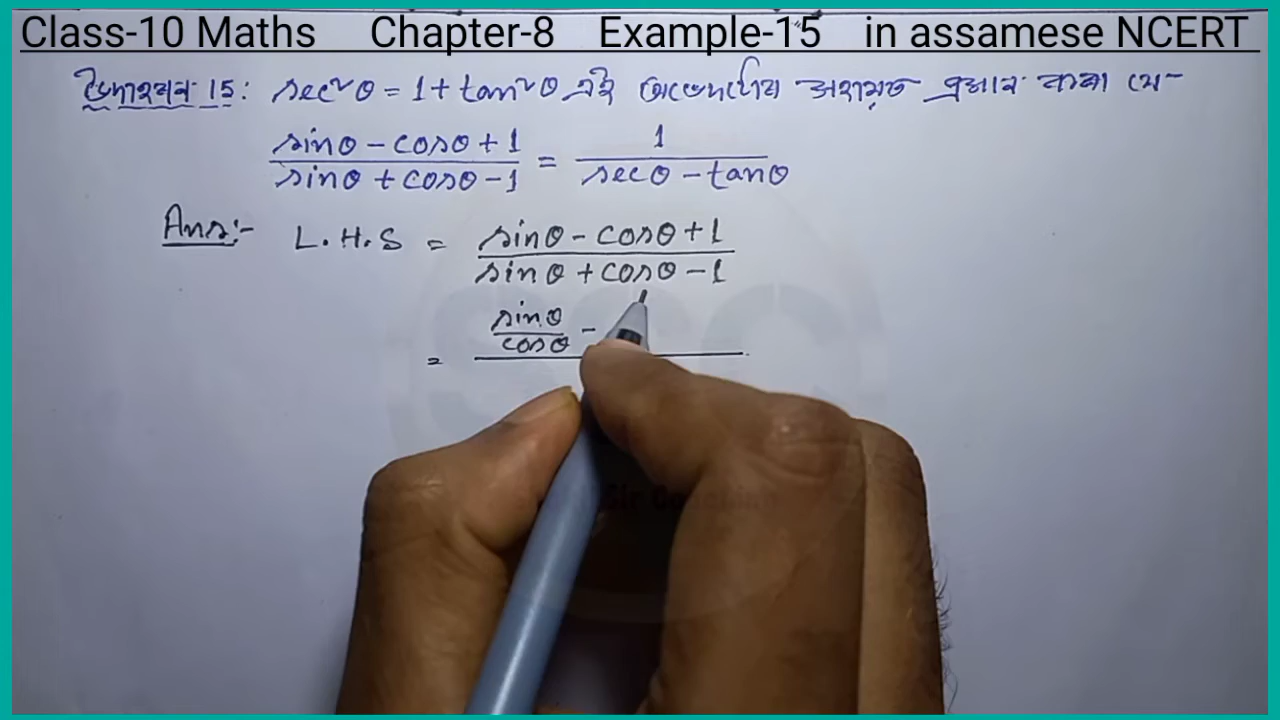 Class-10 Maths Chapter-8 Example-15 in assamese NCERT
উদাহৰণ 15: sec²θ = 1 + tan²θ এই অভেদটোৰ সহায়ত প্ৰমাণ কৰা যে-
sinθ - cosθ + 1 / sinθ + cosθ - 1 = 1 / secθ - tanθ
Ans:- L.H.S = sinθ - cosθ + 1 / sinθ + cosθ - 1
= sinθ / cosθ -